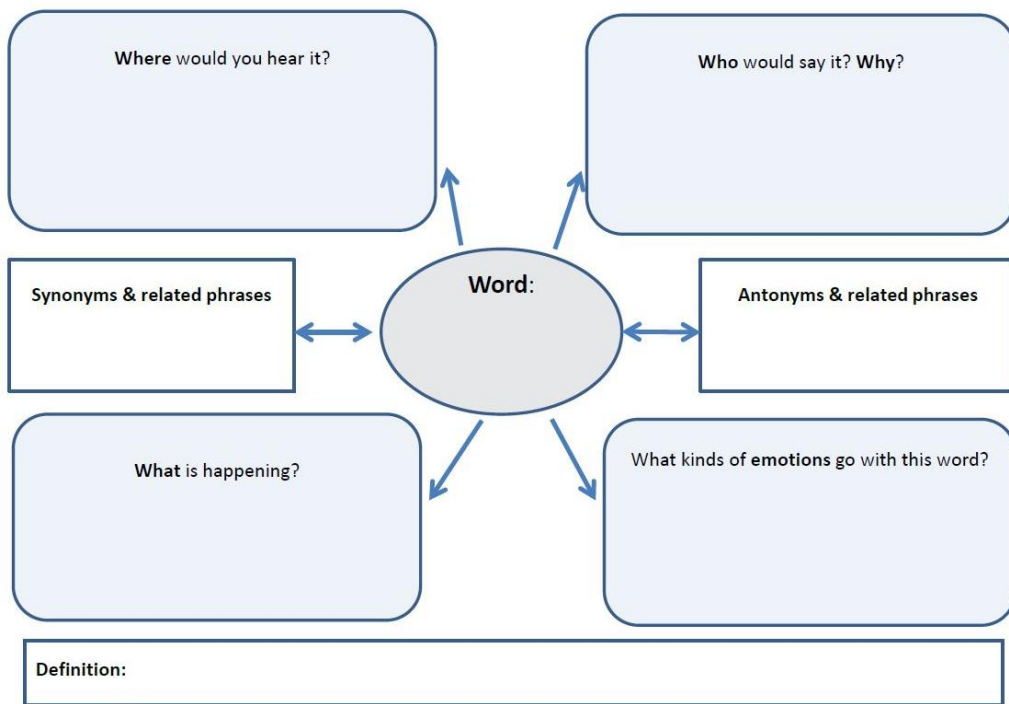 Where would you hear it?
Who would say it? Why?
Word:
Synonyms & related phrases
Antonyms & related phrases
What is happening?
What kinds of emotions go with this word?
Definition: